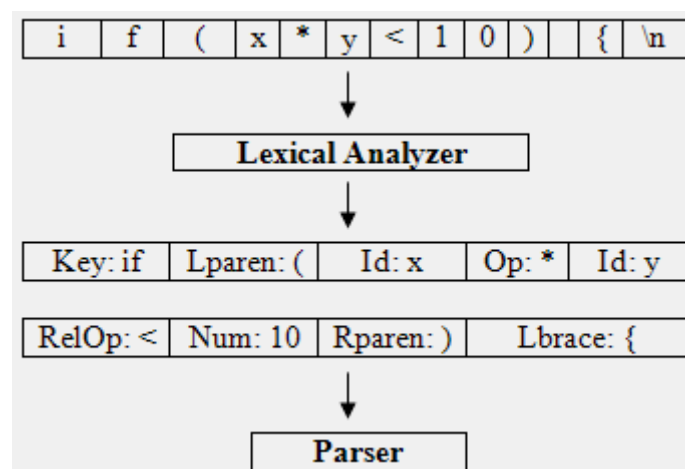 i f ( x * y < 1 0 ) { \n
Lexical Analyzer
Key: if Lparen: ( Id: x Op: * Id: y
RelOp: < Num: 10 Rparen: ) Lbrace: {
Parser